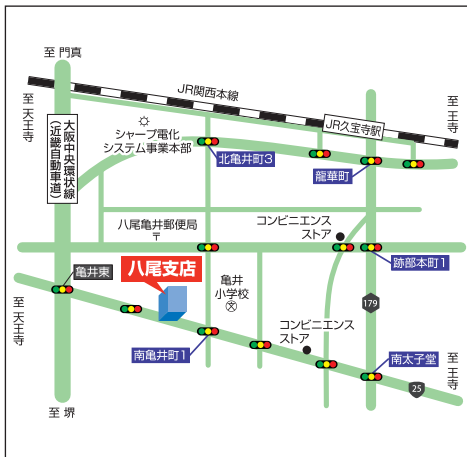 至 門真
JR関西本線
至 天王寺
大阪中央環状線
(近畿自動車道)
シャープ電化
システム事業本部
JR久宝寺駅
至 王寺
北亀井町3
龍華町
八尾亀井郵便局
〒
コンビニエンス
ストア
亀井東
八尾支店
亀井
小学校
文
跡部本町1
179
至 天王寺
南亀井町1
コンビニエンス
ストア
南太子堂
至 王寺
25
至 堺